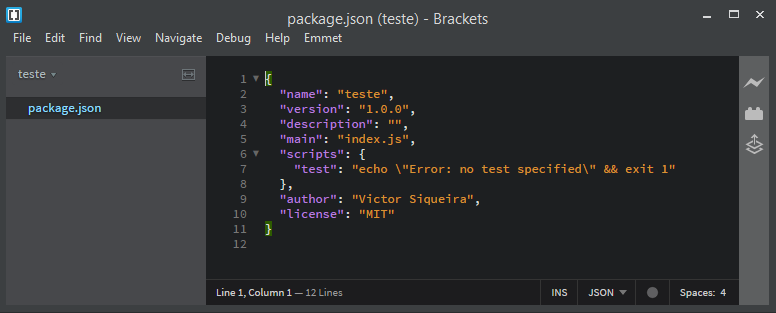 package.json (teste) - Brackets
File Edit Find View Navigate Debug Help Emmet
teste
package.json
1 {
2 "name": "teste",
3 "version": "1.0.0",
4 "description": "",
5 "main": "index.js",
6 "scripts": {
7 "test": "echo \"Error: no test specified\" && exit 1"
8 },
9 "author": "Victor Siqueira",
10 "license": "MIT"
11 }
12
Line 1, Column 1 — 12 Lines
INS JSON Spaces: 4